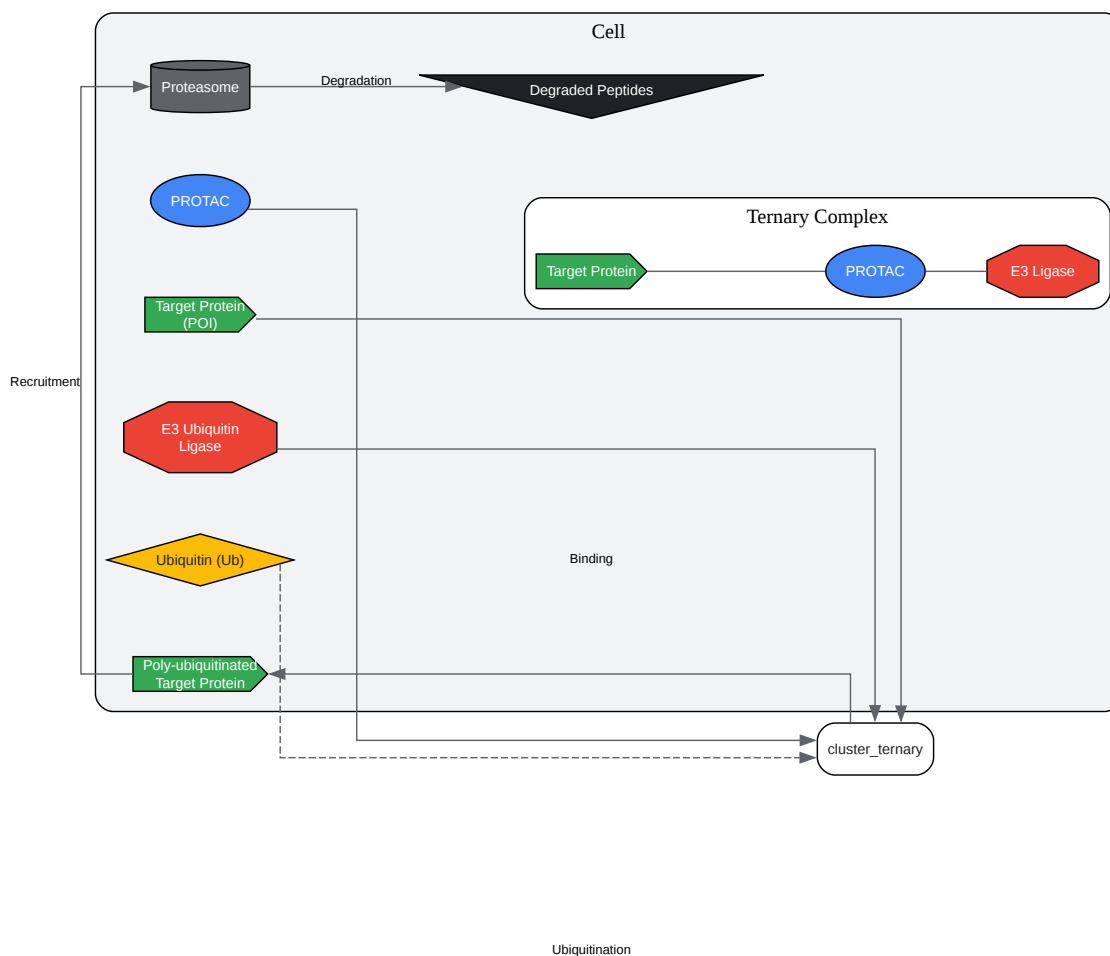 Cell
Proteasome
Degradation
Degraded Peptides
PROTAC
Ternary Complex
Target Protein
PROTAC
E3 Ligase
Target Protein
(POI)
Recruitment
E3 Ubiquitin
Ligase
Ubiquitin (Ub)
Binding
Poly-ubiquitinated
Target Protein
cluster_ternary
Ubiquitination